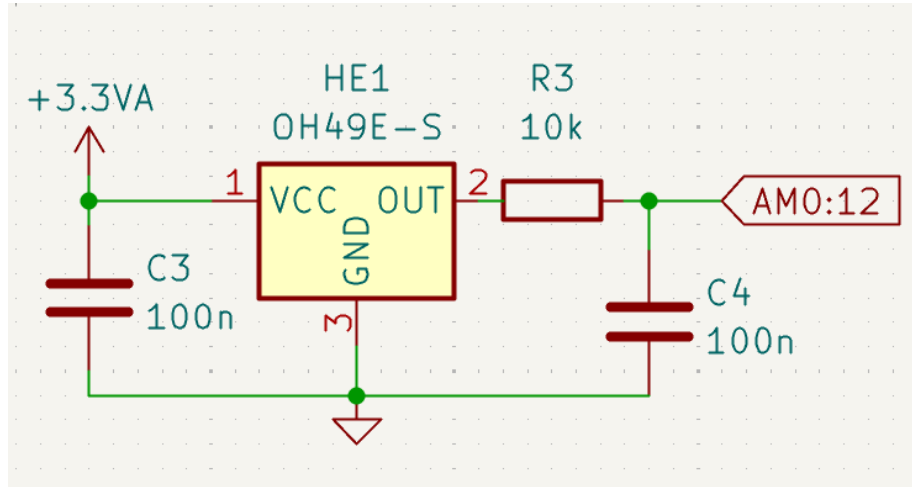 +3.3VA
HE1
OH49E-S
R3
10k
1
VCC
OUT
2
AM0:12
GND
3
C3
100n
C4
100n